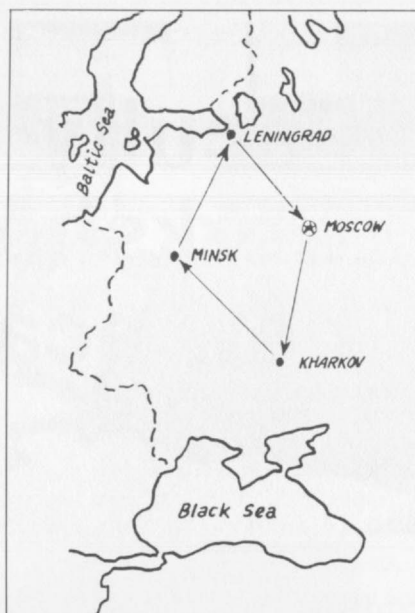 LENINGRAD
Baltic Sea
MOSCOW
MINSK
KHARKOV
Black Sea